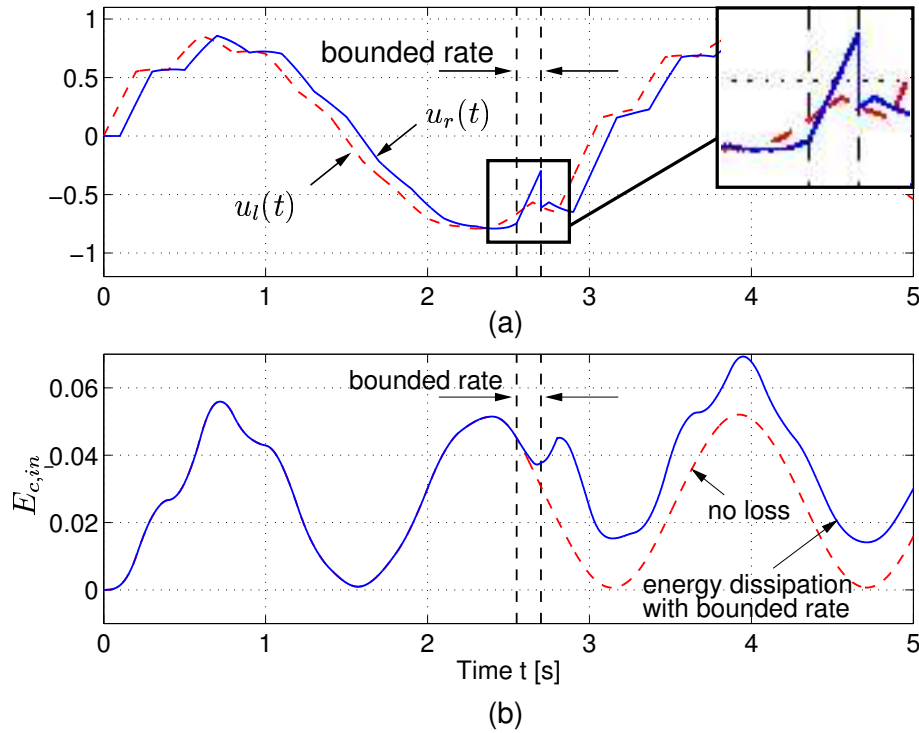 1
0.5
0
−0.5
−1
bounded rate
u_r(t)
u_l(t)
0 1 2 3 4 5
(a)
0.06
0.04
0.02
0
E_{c,in}
bounded rate
no loss
energy dissipation
with bounded rate
0 1 2 3 4 5
Time t [s]
(b)